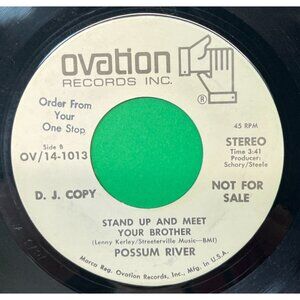 ovation
RECORDS INC.
®
Order From
Your
One Stop
45 RPM
STEREO
Side B
Time 3:41
OV/14-1013
Producer:
Schory/Steele
D. J. COPY
NOT FOR
SALE
STAND UP AND MEET
YOUR BROTHER
(Lenny Kerley/Streeterville Music—BMI)
POSSUM RIVER
Marca Reg. Ovation Records, Inc., Mfg. in U.S.A.